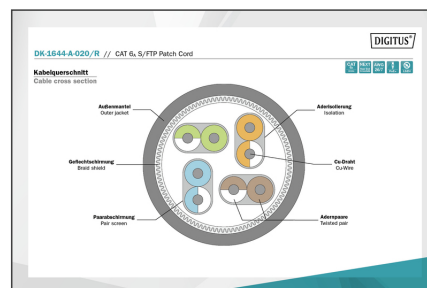 DIGITUS®
DK-1644-A-020/R // CAT 6A S/FTP Patch Cord
Kabelquerschnitt
Cable cross section
Außenmantel
Outer jacket
Aderisolierung
Isolation
Geflechtschirmung
Braid shield
Cu-Draht
Cu-Wire
Paarabschirmung
Pair screen
Adernpaare
Twisted pair